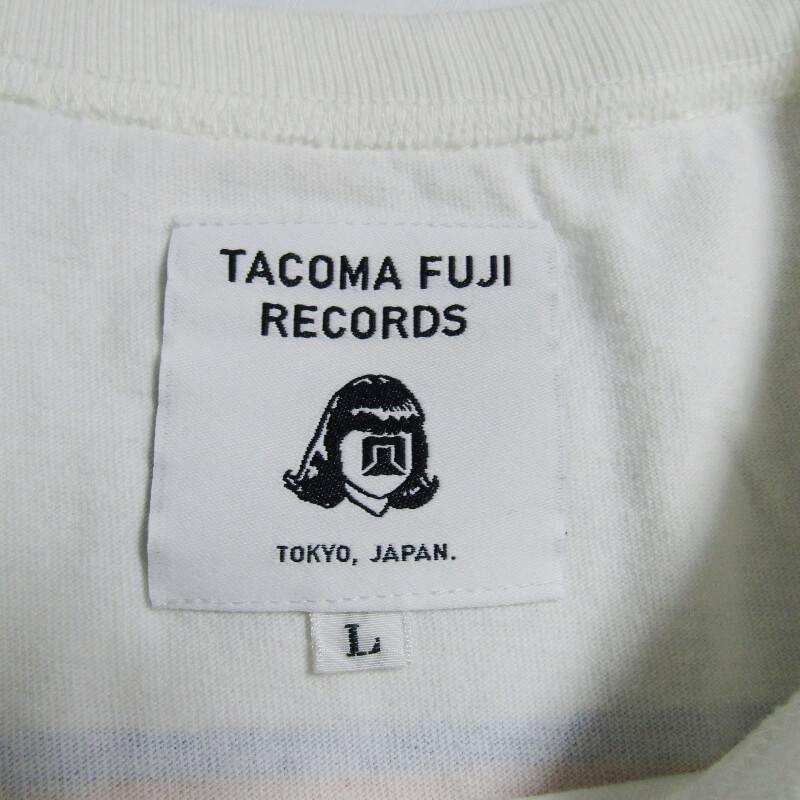 TACOMA FUJI
RECORDS
TOKYO, JAPAN.
L